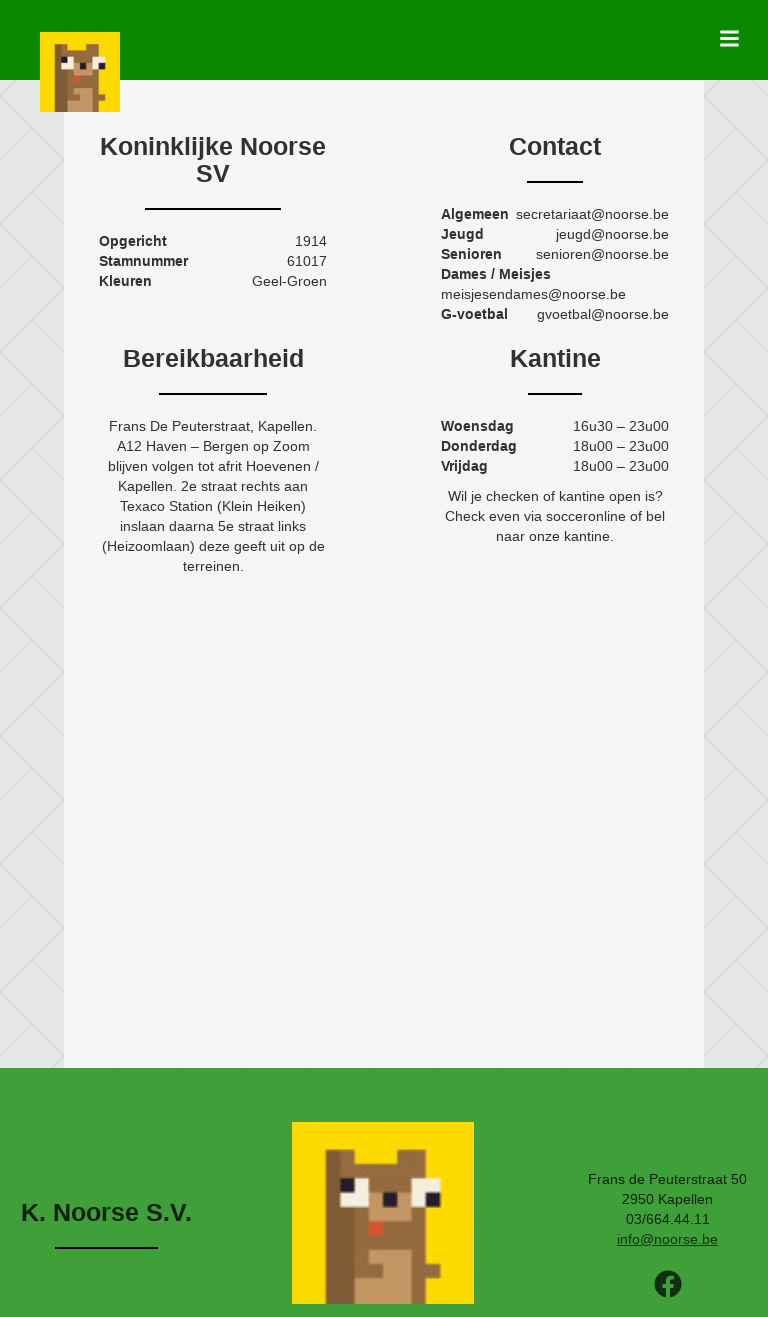 Koninklijke Noorse
SV
Opgericht 1914
Stamnummer 61017
Kleuren Geel-Groen
Contact
Algemeen secretariaat@noorse.be
Jeugd jeugd@noorse.be
Senioren senioren@noorse.be
Dames / Meisjes
meisjesendames@noorse.be
G-voetbal gvoetbal@noorse.be
Bereikbaarheid
Frans De Peuterstraat, Kapellen.
A12 Haven – Bergen op Zoom
blijven volgen tot afrit Hoevenen /
Kapellen. 2e straat rechts aan
Texaco Station (Klein Heiken)
inslaan daarna 5e straat links
(Heizoomlaan) deze geeft uit op de
terreinen.
Kantine
Woensdag 16u30 – 23u00
Donderdag 18u00 – 23u00
Vrijdag 18u00 – 23u00
Wil je checken of kantine open is?
Check even via socceronline of bel
naar onze kantine.
K. Noorse S.V.
Frans de Peuterstraat 50
2950 Kapellen
03/664.44.11
info@noorse.be